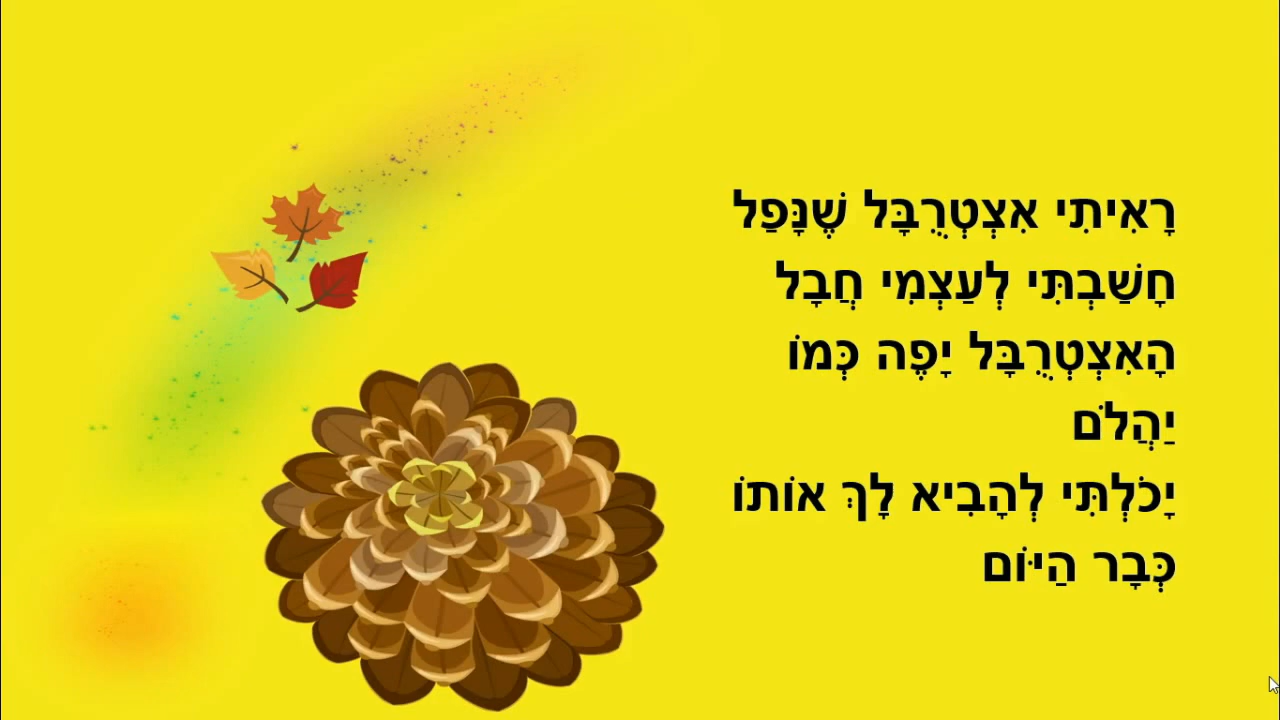 רָאִיתִי אִצְטְרֻבָּל שֶׁנָּפַל
חָשַׁבְתִּי לְעַצְמִי חֲבָל
הָאִצְטְרֻבָּל יָפֶה כְּמוֹ
יַהֲלֹם
יָכֹלְתִּי לְהָבִיא לָךְ אוֹתוֹ
כְּבָר הַיּוֹם